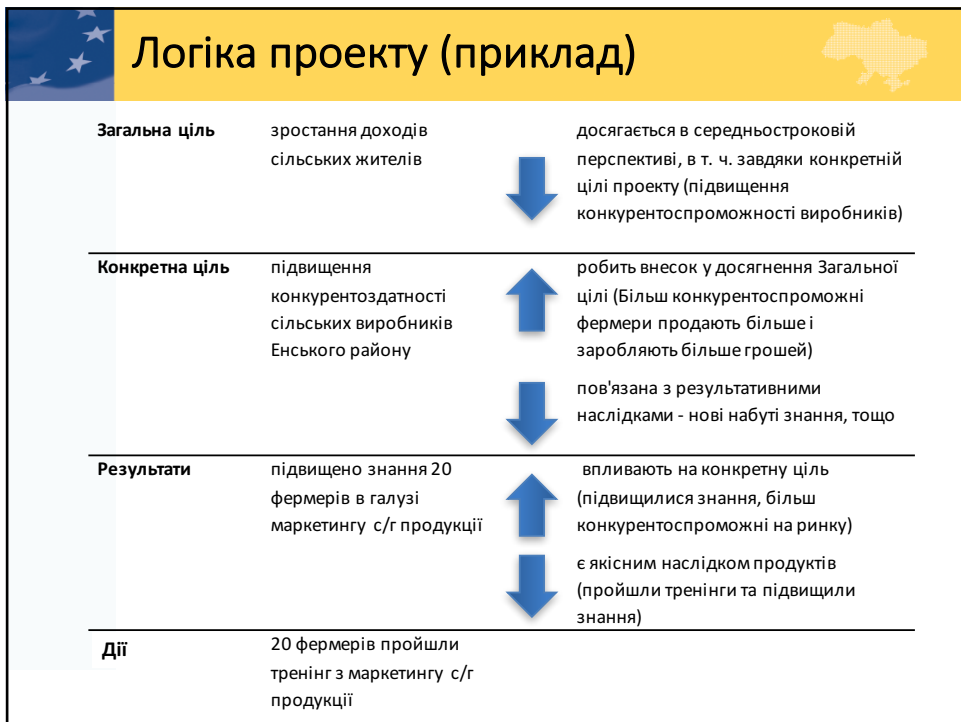 Логіка проекту (приклад)
Загальна ціль
зростання доходів
сільських жителів
досягається в середньостроковій
перспективі, в т. ч. завдяки конкретній
цілі проекту (підвищення
конкурентоспроможності виробників)
Конкретна ціль
підвищення
конкурентоздатності
сільських виробників
Енського району
робить внесок у досягнення Загальної
цілі (Більш конкурентоспроможні
фермери продають більше і
заробляють більше грошей)
пов'язана з результативними
наслідками - нові набуті знання, тощо
Результати
підвищено знання 20
фермерів в галузі
маркетингу с/г продукції
впливають на конкретну ціль
(підвищилися знання, більш
конкурентоспроможні на ринку)
є якісним наслідком продуктів
(пройшли тренінги та підвищили
знання)
Дії
20 фермерів пройшли
тренінг з маркетингу с/г
продукції